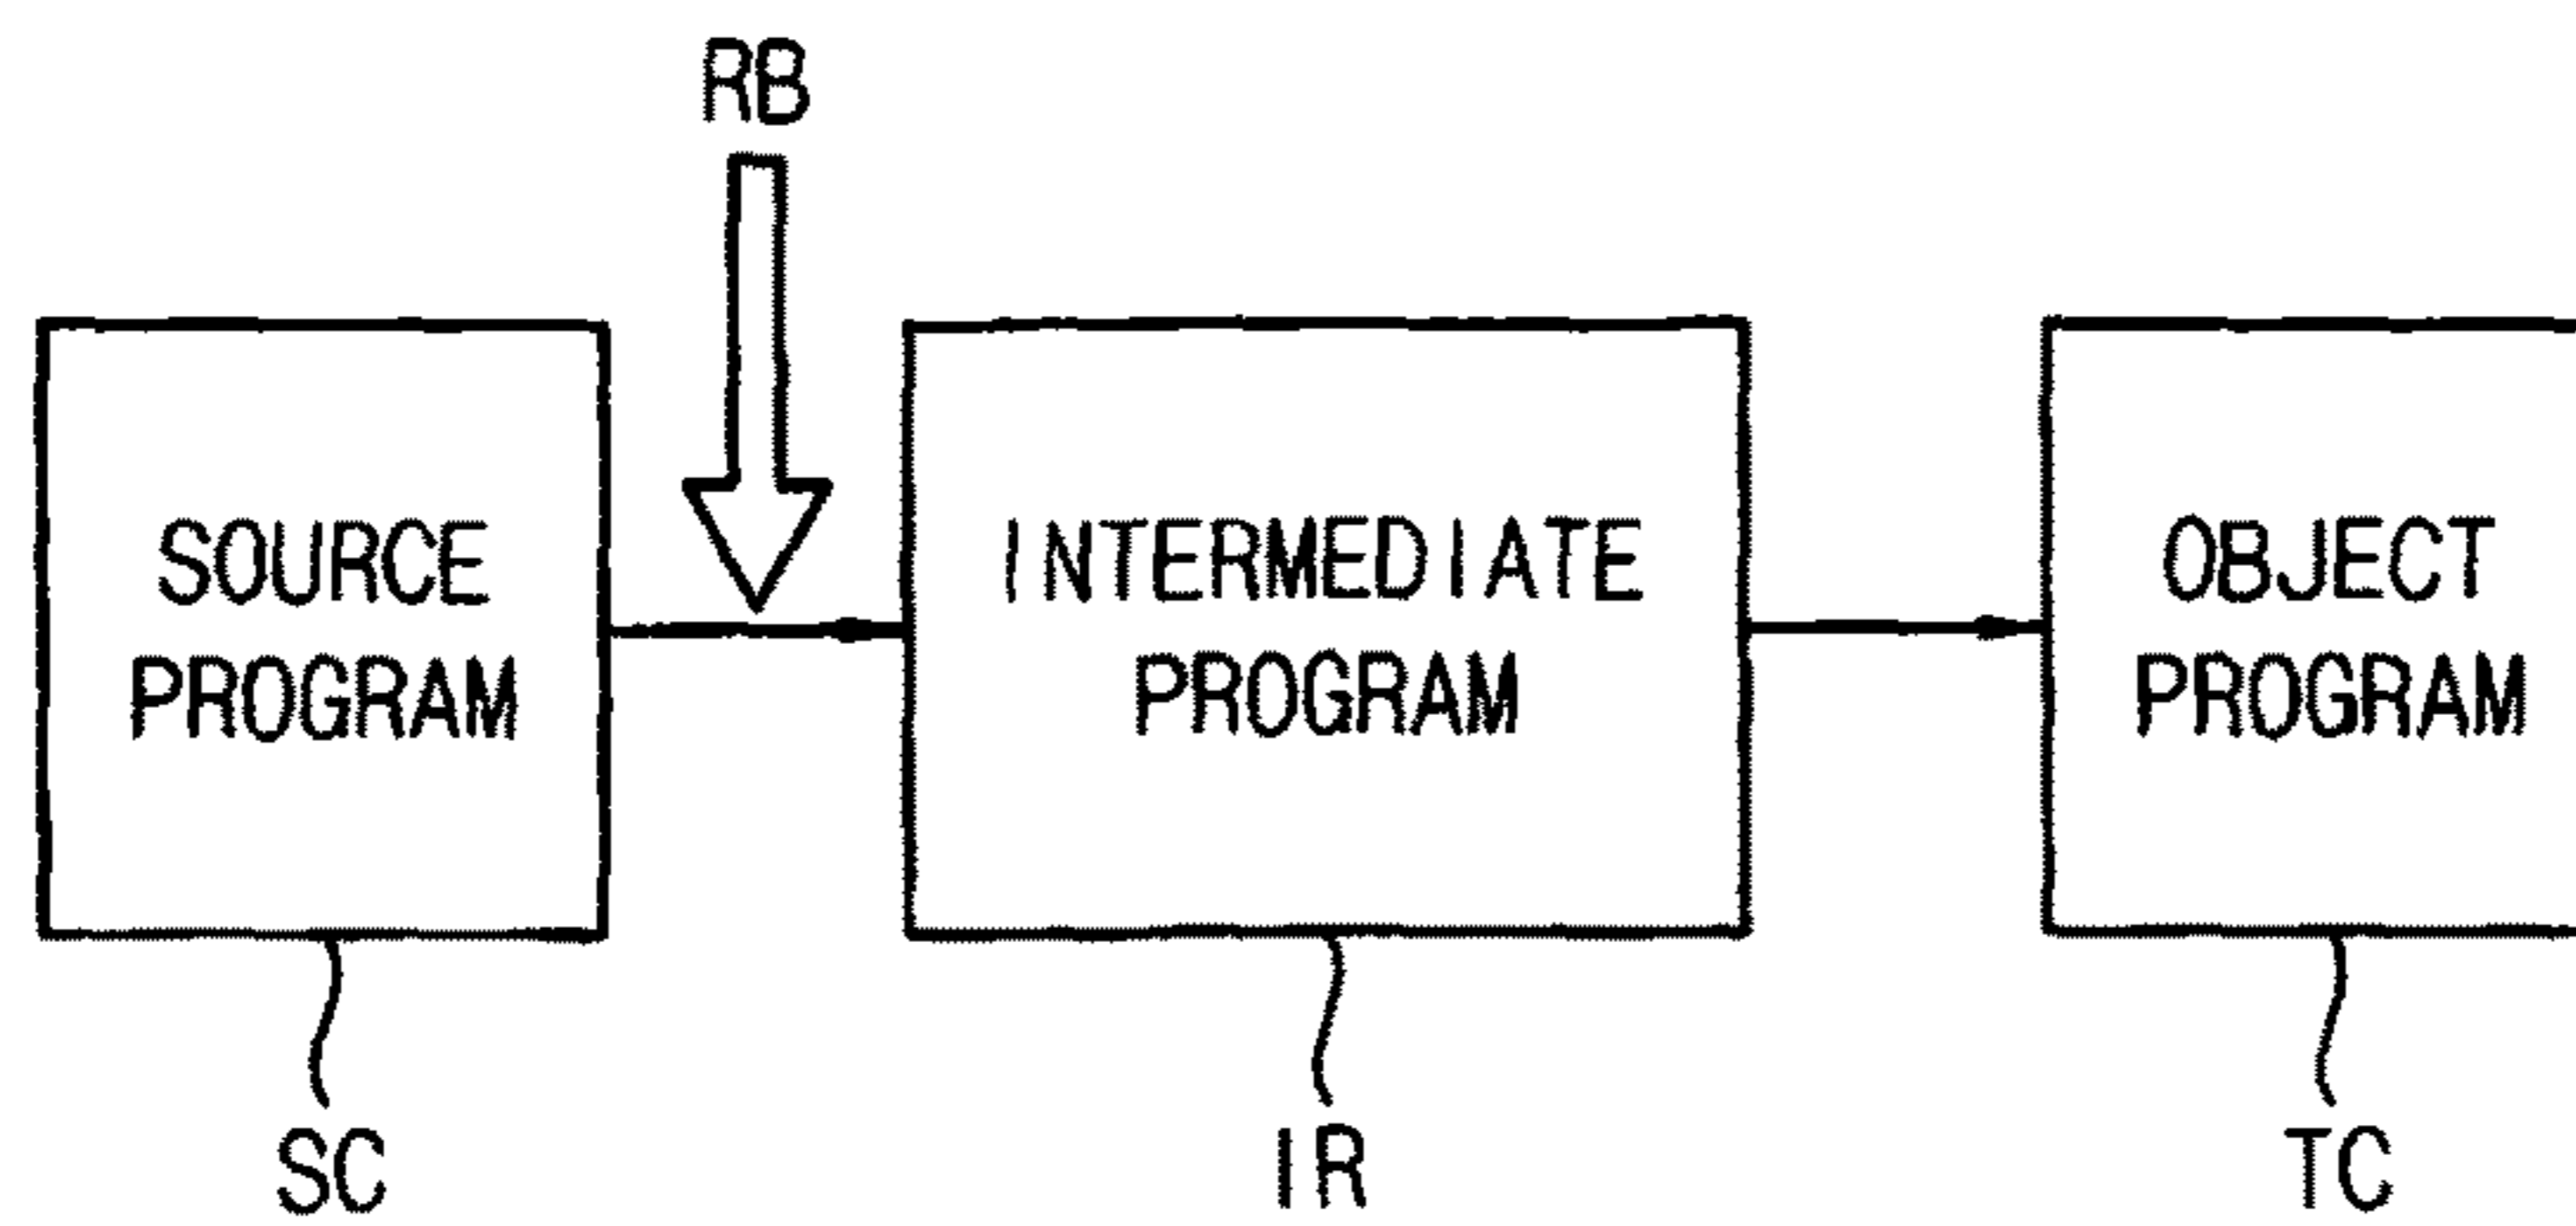 RB
SOURCE
PROGRAM
INTERMEDIATE
PROGRAM
OBJECT
PROGRAM
SC
IR
TC